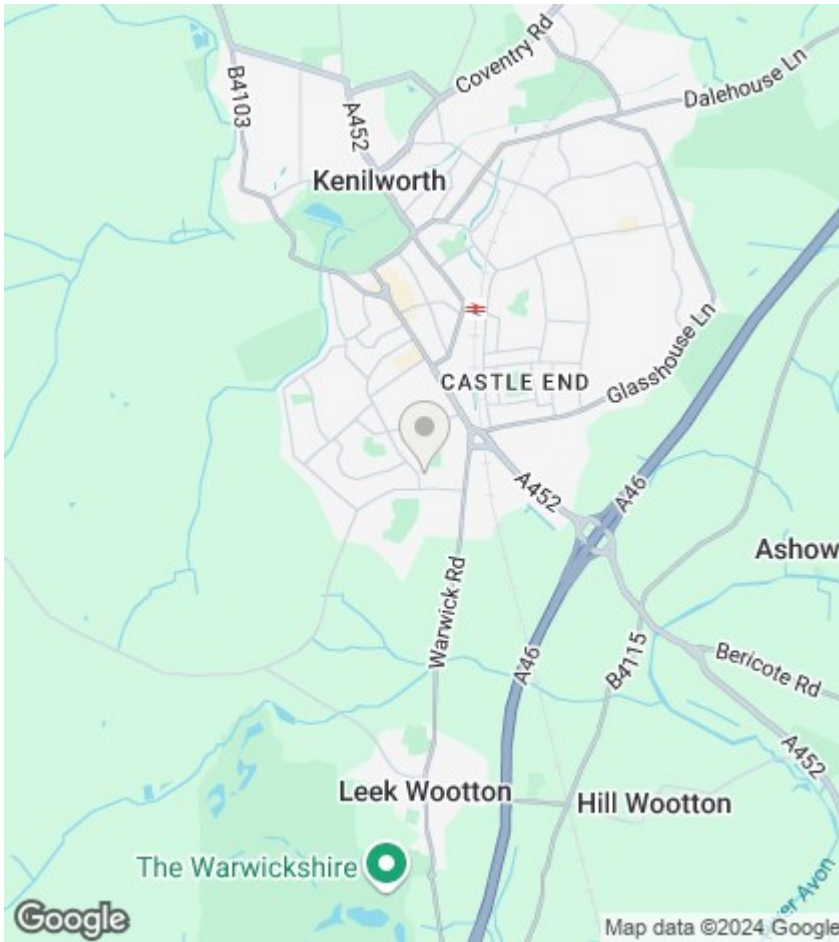 Coventry Rd
Dalehouse Ln
B4103
A452
Kenilworth
Glasshouse Ln
CASTLE END
A452
A46
Ashow
Warwick Rd
A46
B4115
Bericote Rd
A452
Leek Wootton
Hill Wootton
The Warwickshire
Avon
Google
Map data ©2024 Google